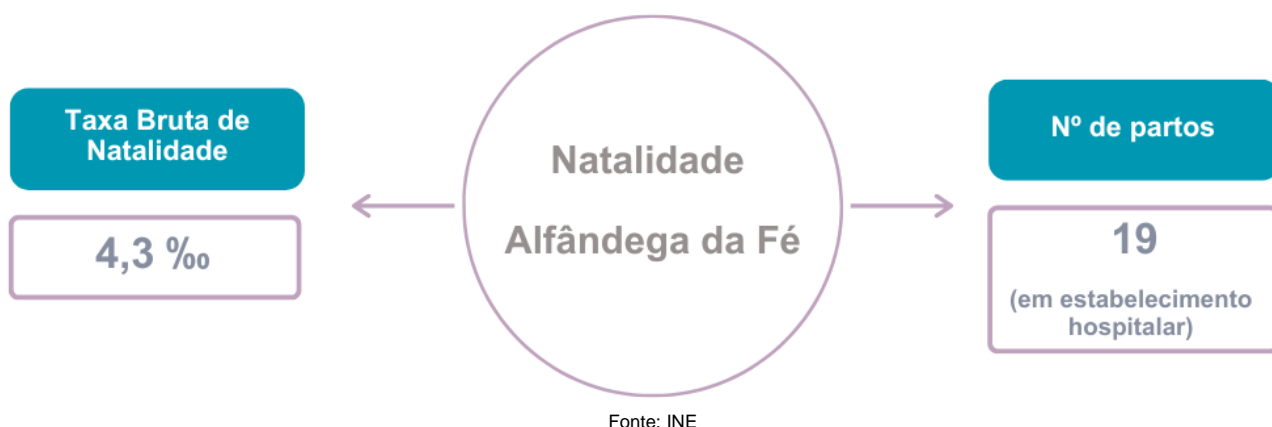 Taxa Bruta de
Natalidade
4,3 ‰
Natalidade
Alfândega da Fé
Nº de partos
19
(em estabelecimento
hospitalar)
Fonte: INE